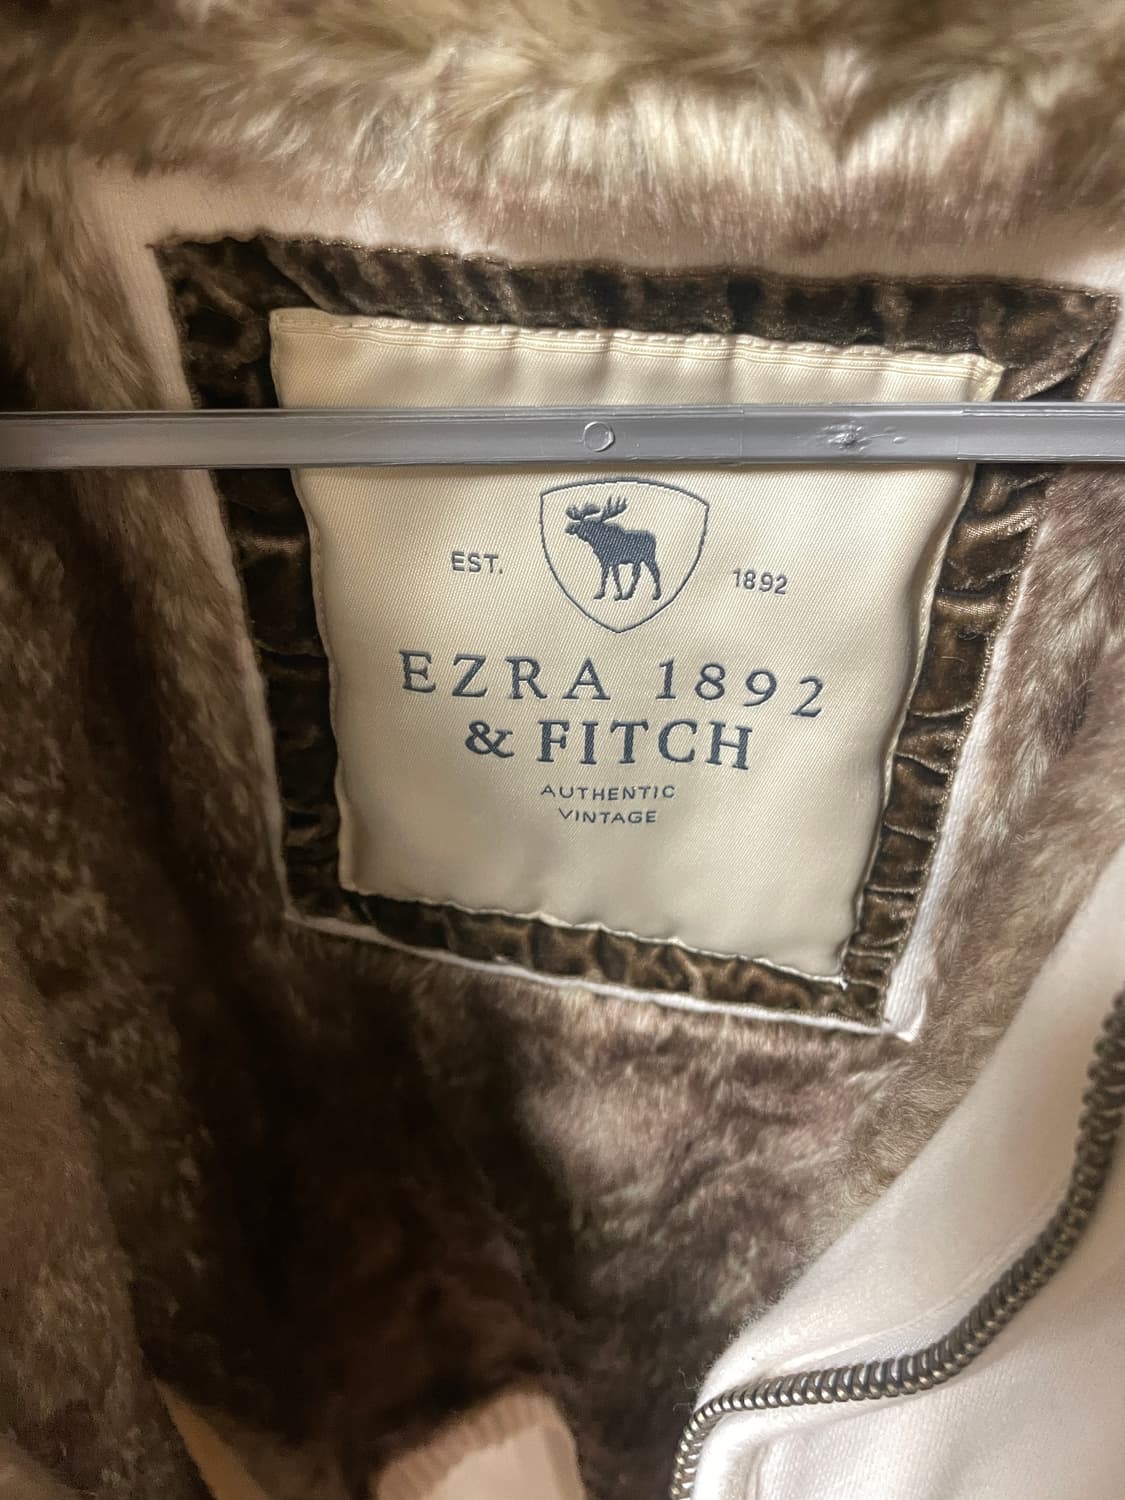 EST. 1892
EZRA 1892
& FITCH
AUTHENTIC
VINTAGE